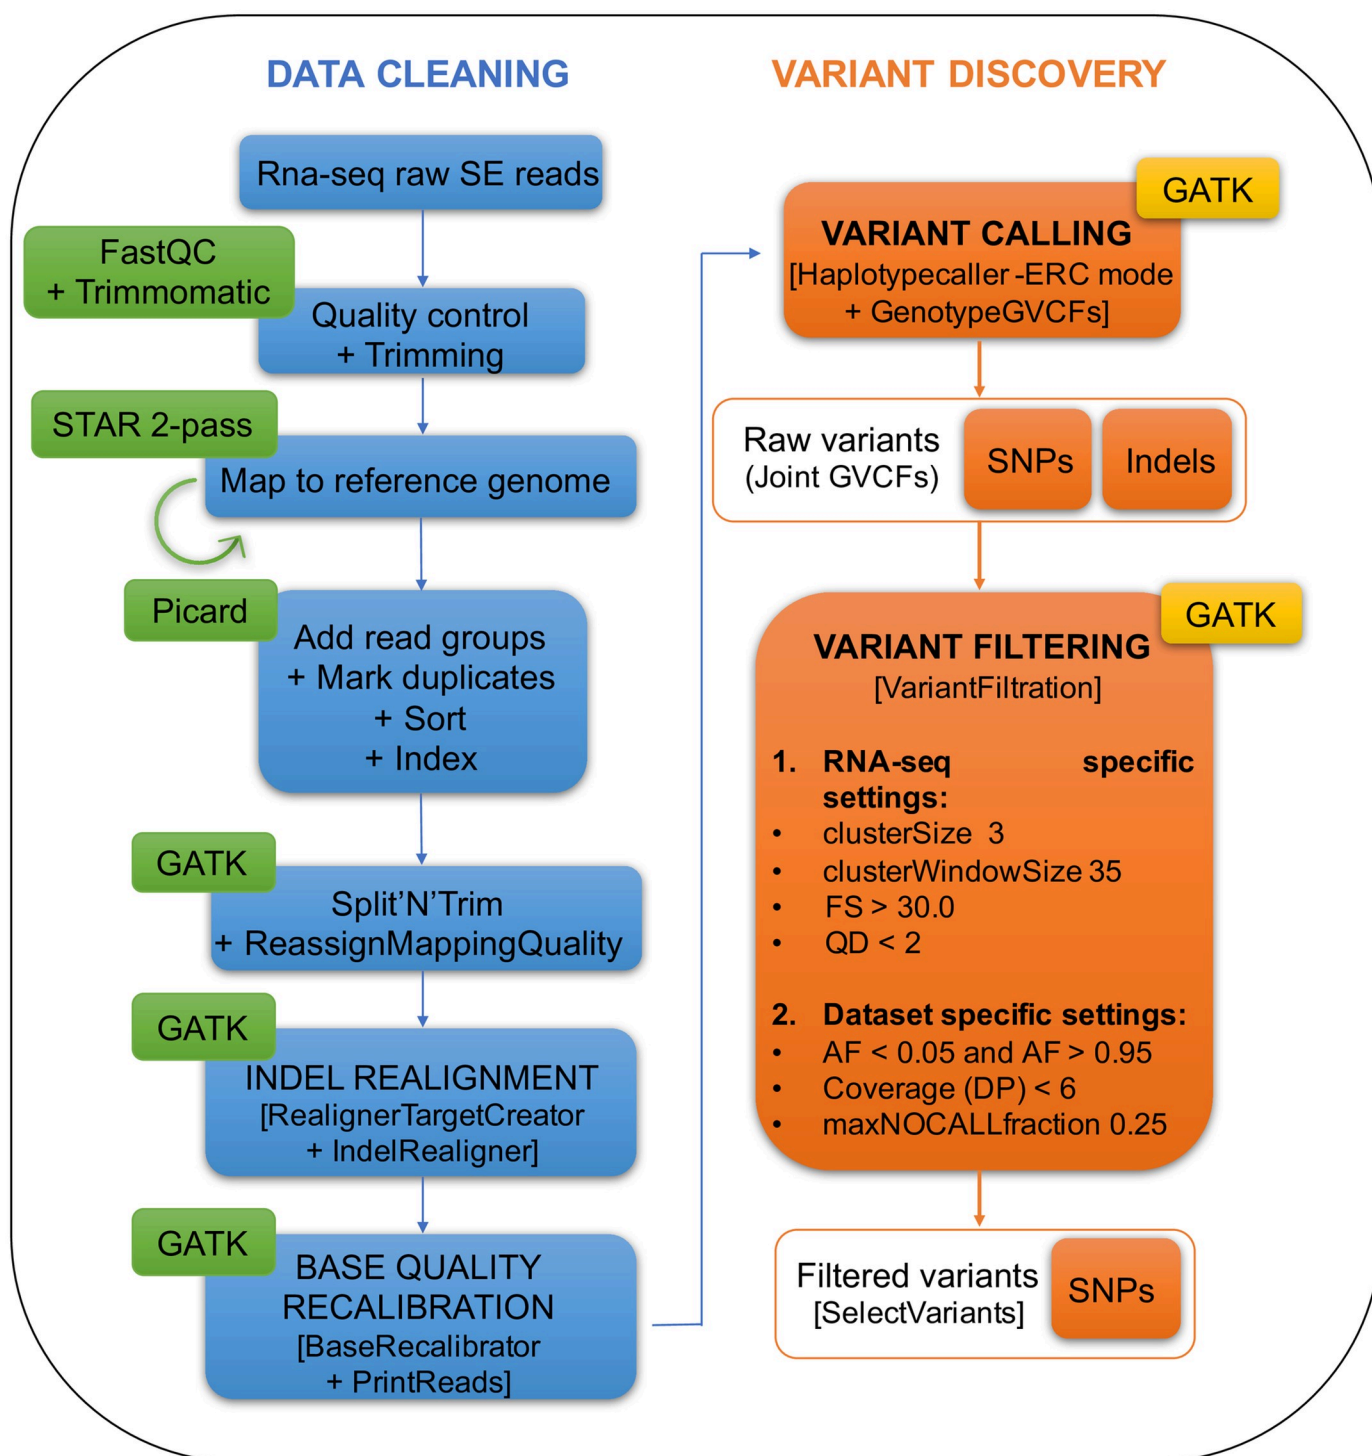 DATA CLEANING
Rna-seq raw SE reads
FastQC
+ Trimmomatic
Quality control
+ Trimming
STAR 2-pass
Map to reference genome
Picard
Add read groups
+ Mark duplicates
+ Sort
+ Index
GATK
Split’N’Trim
+ ReassignMappingQuality
GATK
INDEL REALIGNMENT
[RealignerTargetCreator
+ IndelRealigner]
GATK
BASE QUALITY
RECALIBRATION
[BaseRecalibrator
+ PrintReads]
VARIANT DISCOVERY
GATK
VARIANT CALLING
[Haplotypecaller -ERC mode
+ GenotypeGVCFs]
Raw variants
(Joint GVCFs)
SNPs
Indels
GATK
VARIANT FILTERING
[VariantFiltration]
1. RNA-seq specific
settings:
• clusterSize 3
• clusterWindowSize 35
• FS > 30.0
• QD < 2
2. Dataset specific settings:
• AF < 0.05 and AF > 0.95
• Coverage (DP) < 6
• maxNOCALLfraction 0.25
Filtered variants
[SelectVariants]
SNPs